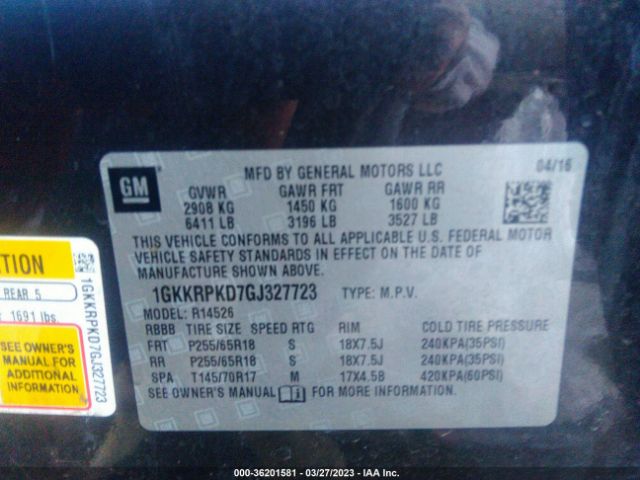 GM
MFD BY GENERAL MOTORS LLC 04/16
GVWR GAWR FRT GAWR RR
2908 KG 1450 KG 1600 KG
6411 LB 3196 LB 3527 LB
THIS VEHICLE CONFORMS TO ALL APPLICABLE U.S. FEDERAL MOTOR
VEHICLE SAFETY STANDARDS IN EFFECT ON THE DATE OF
MANUFACTURE SHOWN ABOVE.
1GKKRPKD7GJ327723 TYPE: M.P.V.
MODEL: R14526
RBBB TIRE SIZE SPEED RTG RIM COLD TIRE PRESSURE
FRT P255/65R18 S 18X7.5J 240KPA(35PSI)
RR P255/65R18 S 18X7.5J 240KPA(35PSI)
SPA T145/70R17 M 17X4.5B 420KPA(60PSI)
SEE OWNER'S MANUAL FOR MORE INFORMATION.
REAR 5
1691 lbs.
SEE OWNER'S
MANUAL FOR
ADDITIONAL
INFORMATION
1GKKRPKD7GJ327723
000-36201581 - 03/27/2023 - IAA Inc.